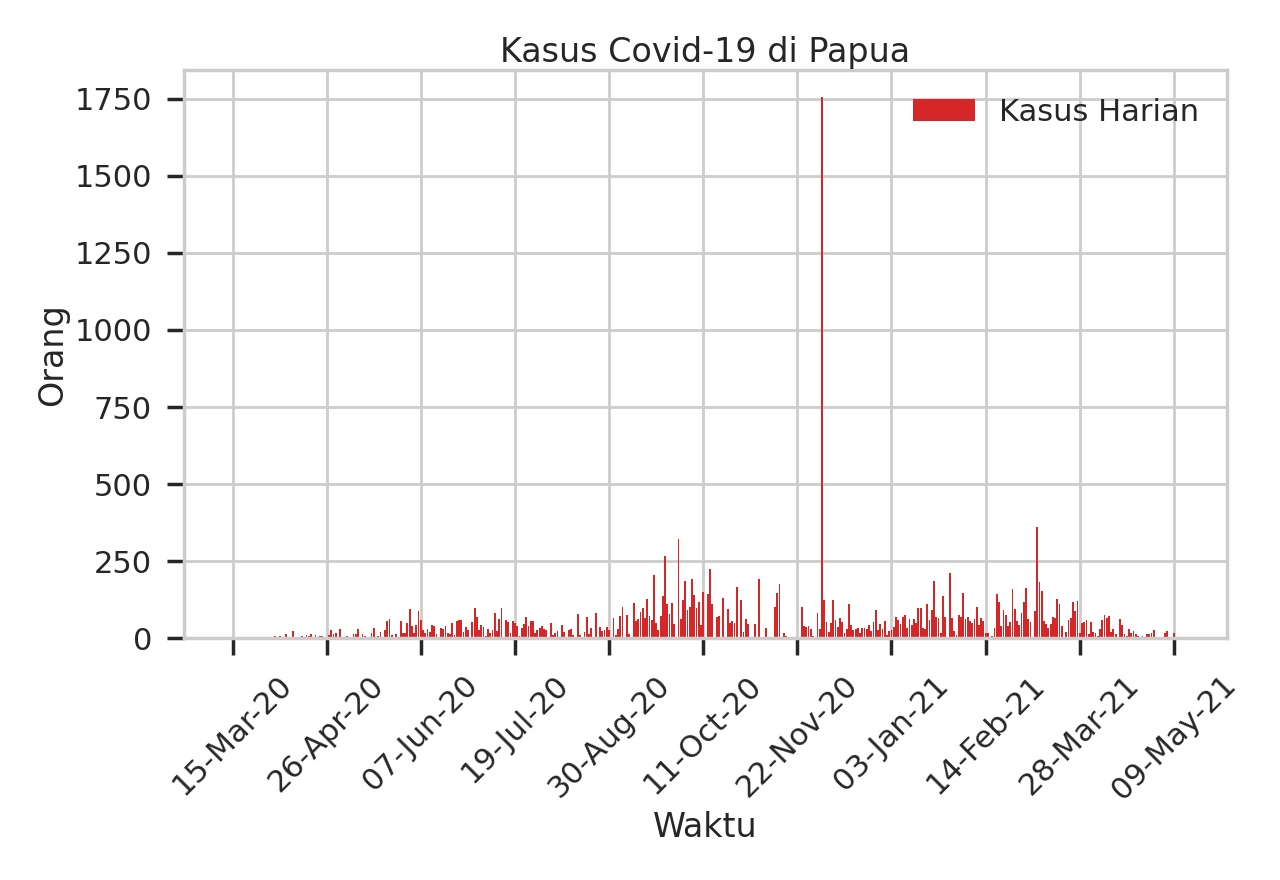 Kasus Covid-19 di Papua
Kasus Harian
1750
1500
1250
1000
750
500
250
0
Orang
15-Mar-20
26-Apr-20
07-Jun-20
19-Jul-20
30-Aug-20
11-Oct-20
22-Nov-20
03-Jan-21
14-Feb-21
28-Mar-21
09-May-21
Waktu